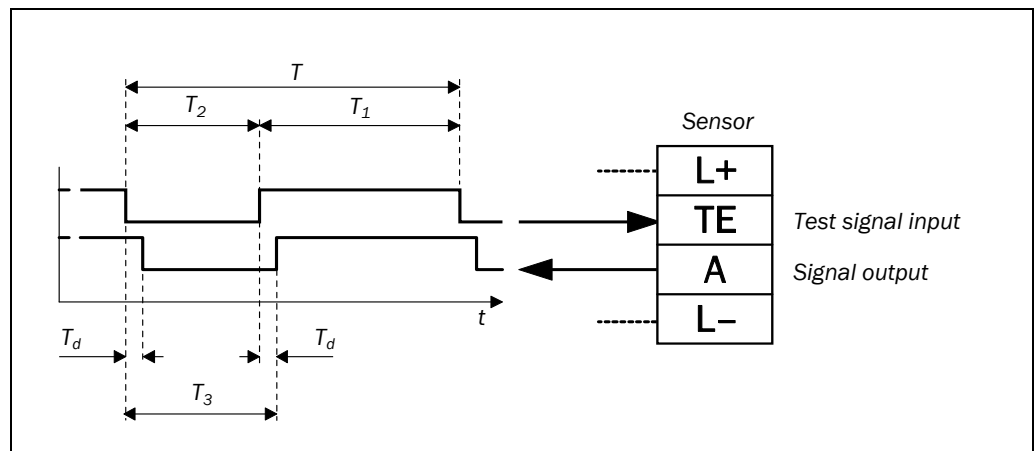 T
T2
T1
Sensor
L+
TE
Test signal input
A
Signal output
L–
t
Td
Td
T3